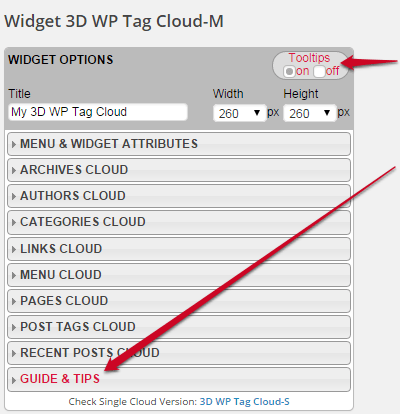 Widget 3D WP Tag Cloud-M
WIDGET OPTIONS
Tooltips
on off
Title Width Height
My 3D WP Tag Cloud 260 px 260 px
MENU & WIDGET ATTRIBUTES
ARCHIVES CLOUD
AUTHORS CLOUD
CATEGORIES CLOUD
LINKS CLOUD
MENU CLOUD
PAGES CLOUD
POST TAGS CLOUD
RECENT POSTS CLOUD
GUIDE & TIPS
Check Single Cloud Version: 3D WP Tag Cloud-S